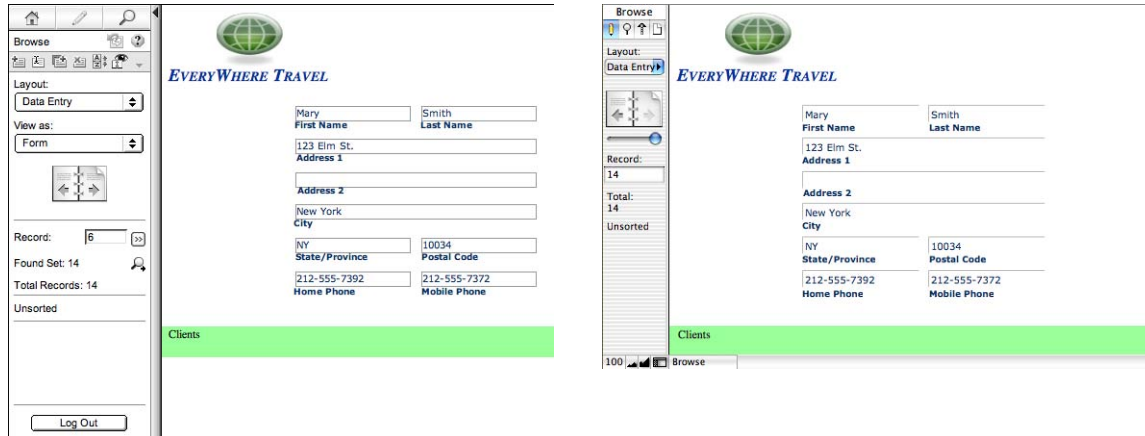 Browse
Layout:
Data Entry
View as:
Form
Record: 6
Found Set: 14
Total Records: 14
Unsorted
Log Out
EVERYWHERE TRAVEL
Mary Smith
First Name Last Name
123 Elm St.
Address 1
Address 2
New York
City
NY 10034
State/Province Postal Code
212-555-7392 212-555-7372
Home Phone Mobile Phone
Clients
Browse
Layout:
Data Entry
Record:
14
Total:
14
Unsorted
EVERYWHERE TRAVEL
Mary Smith
First Name Last Name
123 Elm St.
Address 1
Address 2
New York
City
NY 10034
State/Province Postal Code
212-555-7392 212-555-7372
Home Phone Mobile Phone
Clients
100 Browse